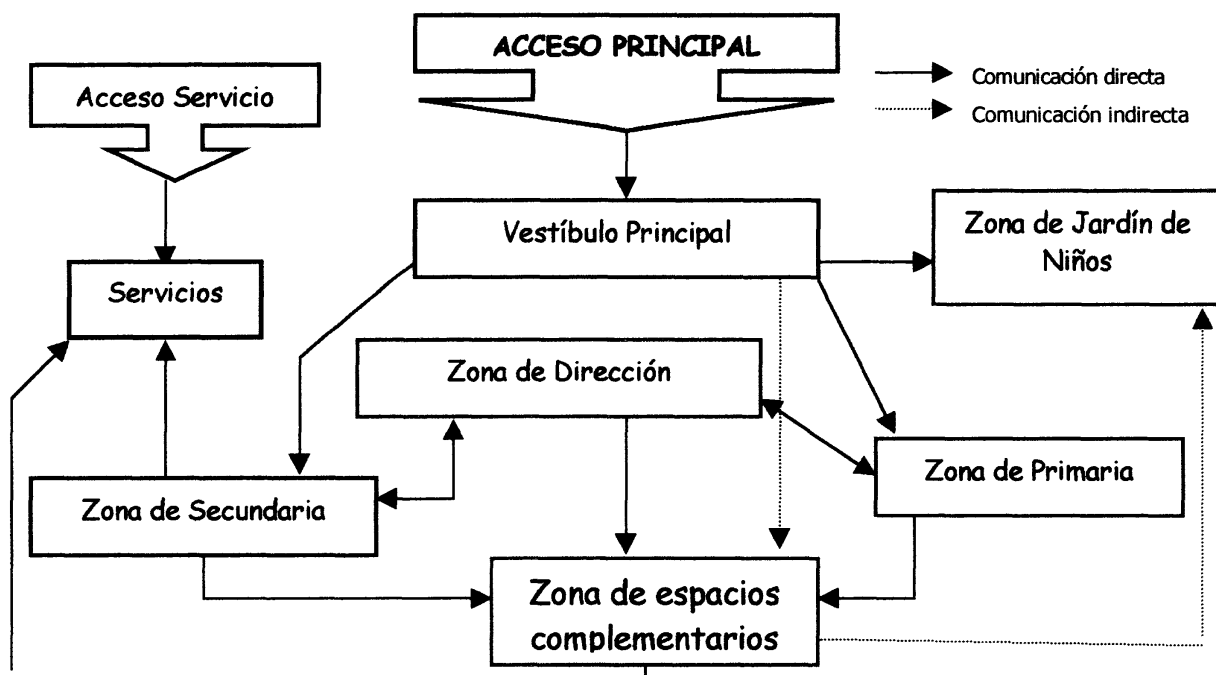 ACCESO PRINCIPAL
Acceso Servicio
Comunicación directa
Comunicación indirecta
Vestíbulo Principal
Zona de Jardín de
Niños
Servicios
Zona de Dirección
Zona de Primaria
Zona de Secundaria
Zona de espacios
complementarios